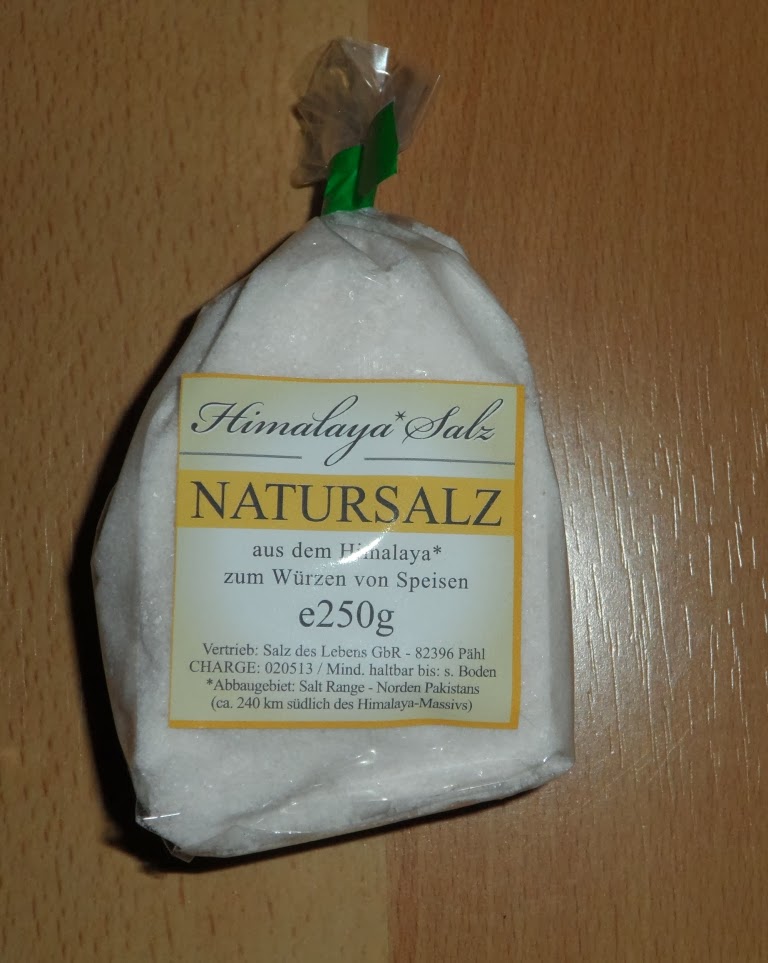 Himalaya* Salz
NATURSALZ
aus dem Himalaya*
zum Würzen von Speisen
e250g
Vertrieb: Salz des Lebens GbR - 82396 Pähl
CHARGE: 020513 / Mind. haltbar bis: s. Boden
*Abbaugebiet: Salt Range - Norden Pakistans
(ca. 240 km südlich des Himalaya-Massivs)